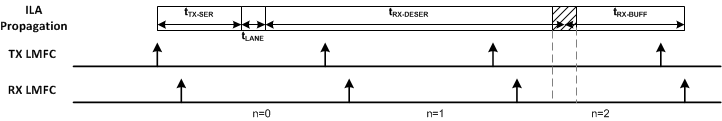 ILA
Propagation
tTX-SER
tLANE
tRX-DESER
tRX-BUFF
TX LMFC
RX LMFC
n=0
n=1
n=2